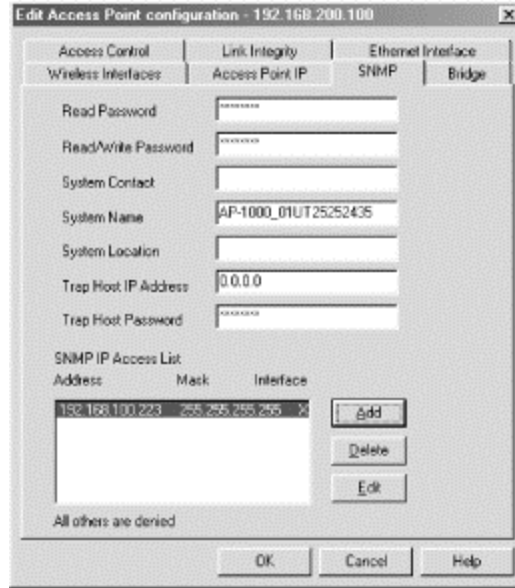 Edit Access Point configuration - 192.168.200.100
Access Control Link Integrity Ethernet Interface
Wireless Interfaces Access Point IP SNMP Bridge
Read Password ********
Read/Write Password ********
System Contact
System Name AP-1000_01UT25252435
System Location
Trap Host IP Address 0.0.0.0
Trap Host Password ********
SNMP IP Access List
Address Mask Interface
192.168.100.223 255.255.255.255 X
Add
Delete
Edit
All others are denied
OK Cancel Help